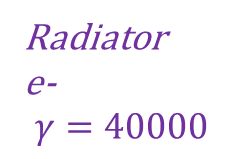 Radiator
e-
γ = 40000